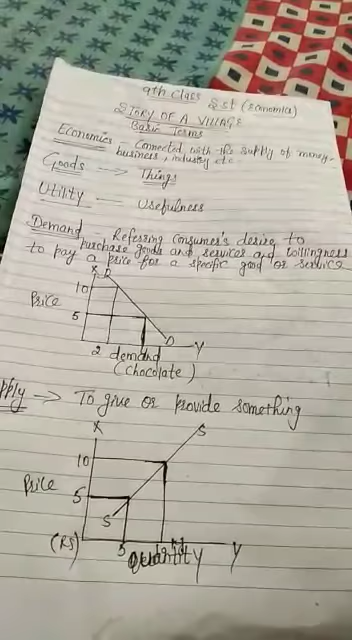 9th Class Sst (Economics)
STORY OF A VILLAGE
Basic Terms
Economics Connected with the supply of money
business, industry etc.
Goods → Things
Utility — Usefulness
Demand - Referring consumer's desire to
purchase goods and services and willingness
to pay a price for a specific good or service
X D
10
Price
5
D
2 demand Y
(chocolate)
pply → To give or provide something
X
S
10
Price
5
S
(RS)
5
Quantity Y